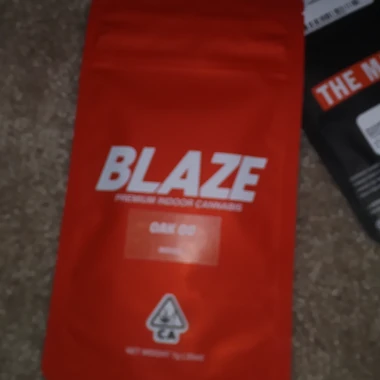 BLAZE
PREMIUM INDOOR CANNABIS
THE M
OAK OG
CA